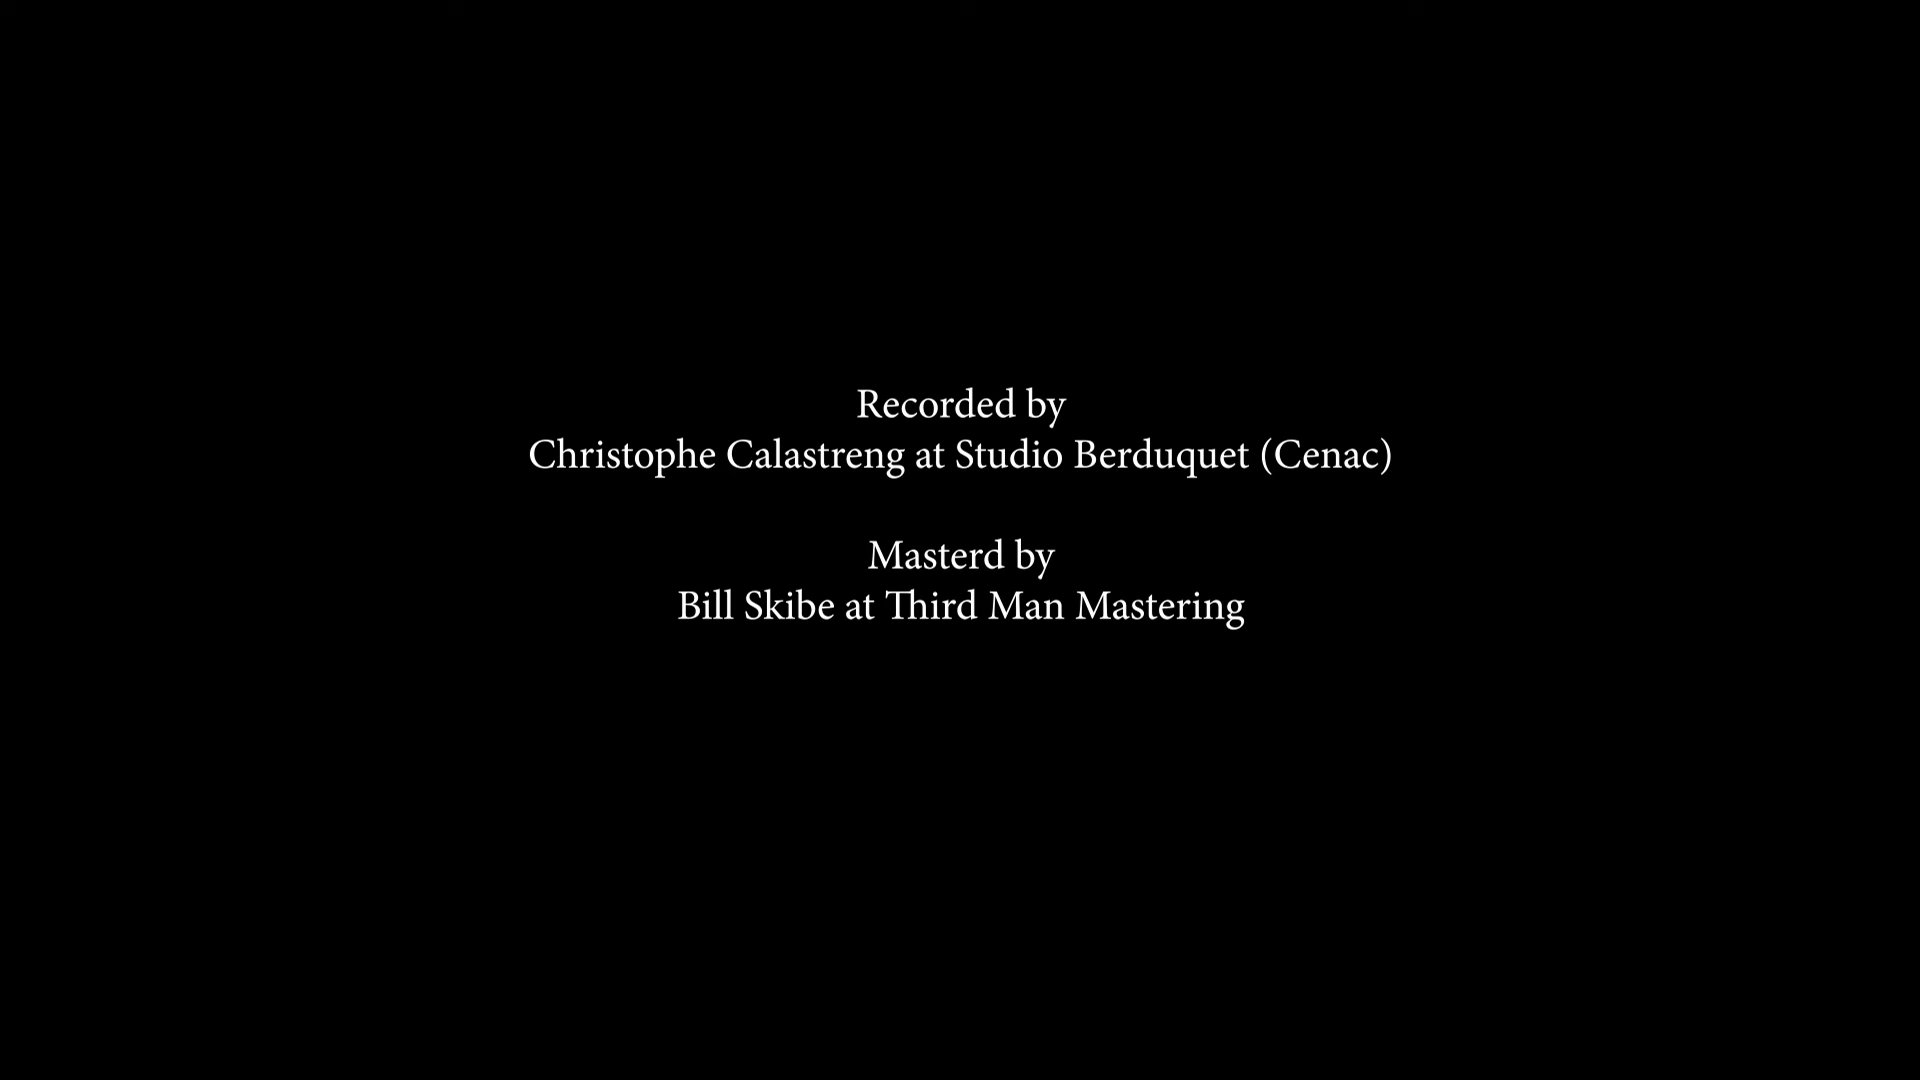 Recorded by
Christophe Calastreng at Studio Berduquet (Cenac)
Masterd by
Bill Skibe at Third Man Mastering